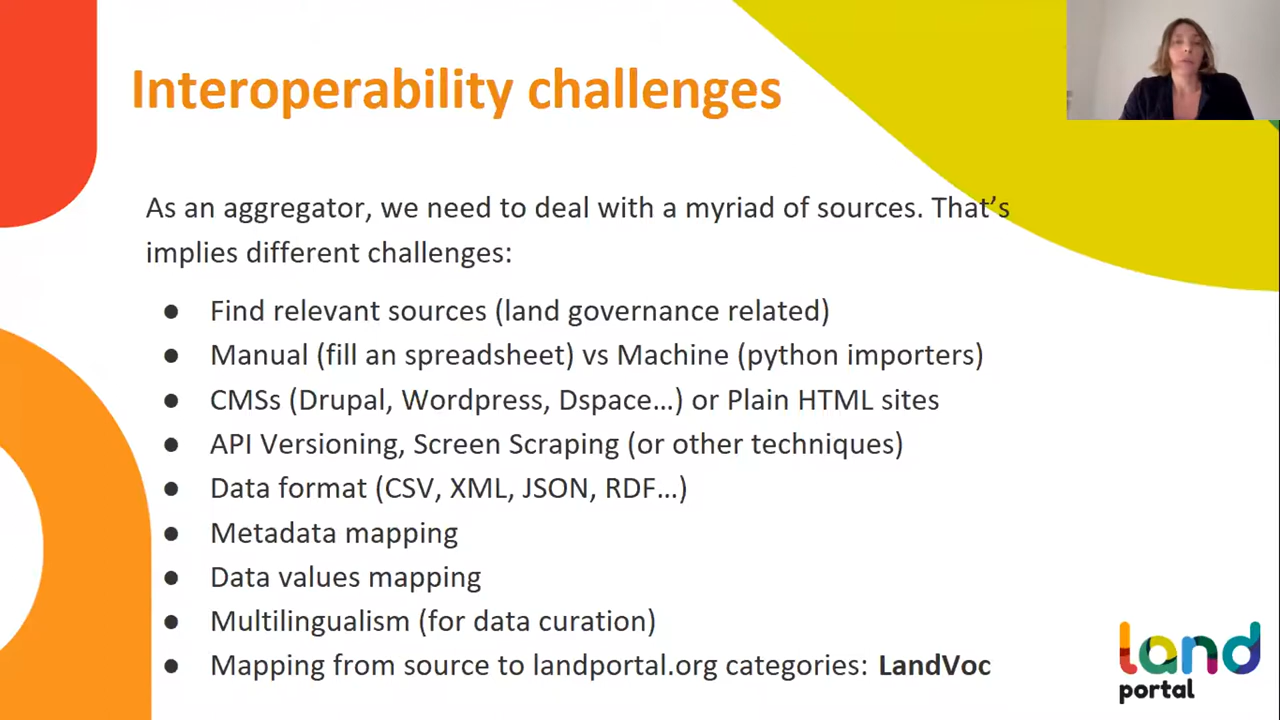 Interoperability challenges
As an aggregator, we need to deal with a myriad of sources. That’s
implies different challenges:
● Find relevant sources (land governance related)
● Manual (fill an spreadsheet) vs Machine (python importers)
● CMSs (Drupal, Wordpress, Dspace…) or Plain HTML sites
● API Versioning, Screen Scraping (or other techniques)
● Data format (CSV, XML, JSON, RDF…)
● Metadata mapping
● Data values mapping
● Multilingualism (for data curation)
● Mapping from source to landportal.org categories: LandVoc
land
portal